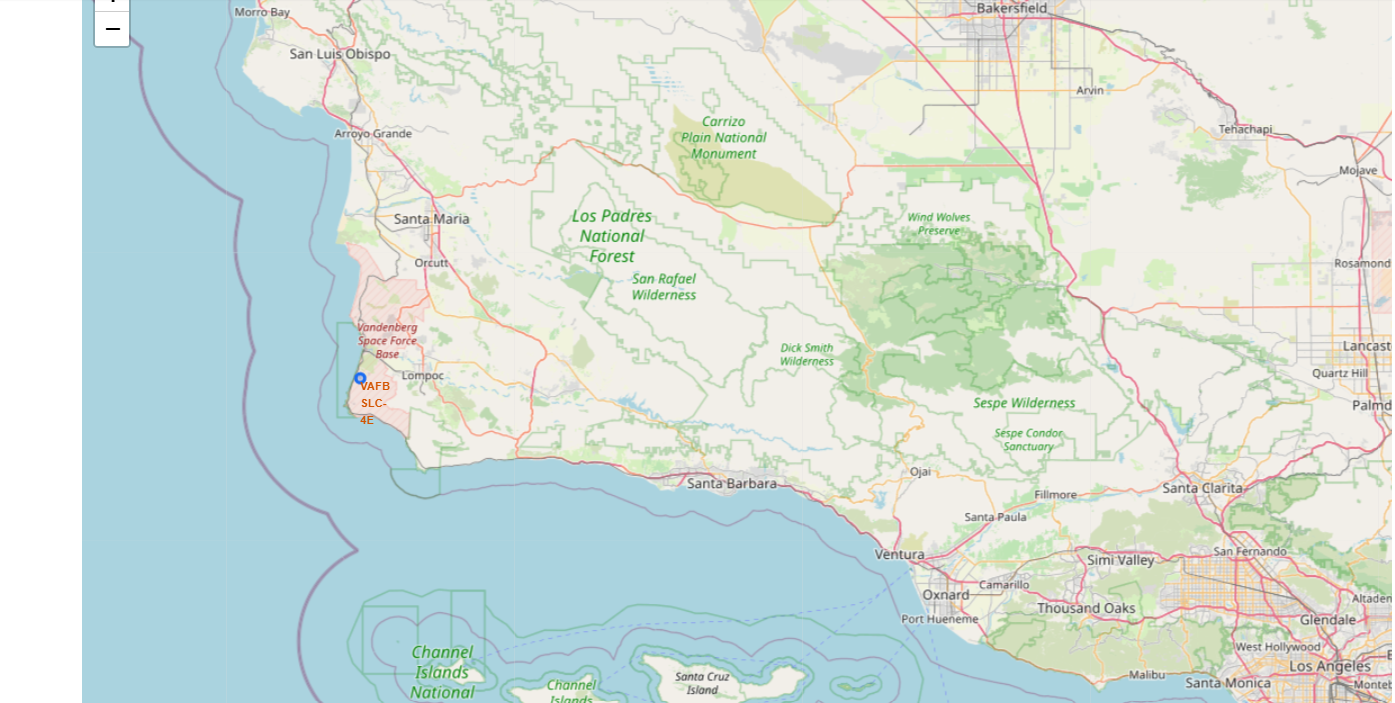 +
−
Morro Bay
Bakersfield
San Luis Obispo
Arvin
Carrizo
Plain National
Monument
Arroyo Grande
Tehachapi
Mojave
Santa Maria
Los Padres
National
Forest
Wind Wolves
Preserve
Orcutt
Rosamond
San Rafael
Wilderness
Vandenberg
Space Force
Base
Dick Smith
Wilderness
Lancast
Quartz Hill
Lompoc
VAFB
SLC-
4E
Sespe Wilderness
Palmd
Sespe Condor
Sanctuary
Ojai
Santa Barbara
Fillmore
Santa Clarita
Santa Paula
Ventura
Simi Valley
San Fernando
Camarillo
Oxnard
Thousand Oaks
Altaden
Port Hueneme
Glendale
West Hollywood
Channel
Islands
National
Santa Cruz
Island
Channel
Islands
Malibu
Los Angeles
Santa Monica
Monteb